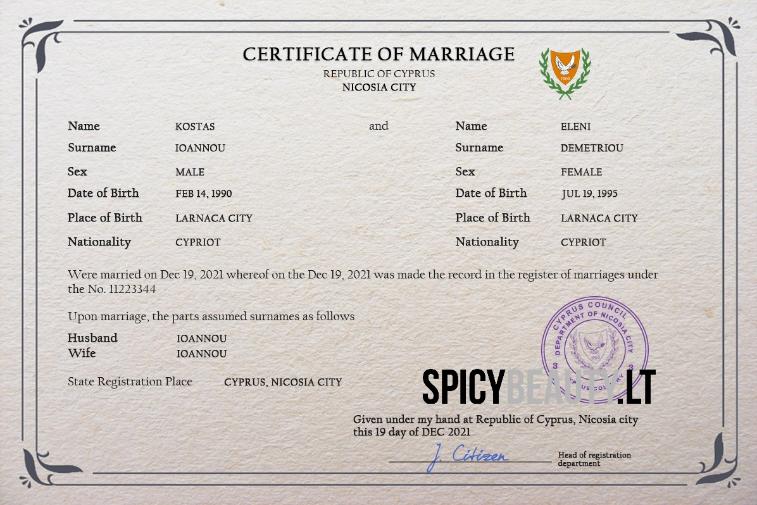 CERTIFICATE OF MARRIAGE
REPUBLIC OF CYPRUS
NICOSIA CITY
Name KOSTAS and Name ELENI
Surname IOANNOU Surname DEMETRIOU
Sex MALE Sex FEMALE
Date of Birth FEB 14, 1990 Date of Birth JUL 19, 1995
Place of Birth LARNACA CITY Place of Birth LARNACA CITY
Nationality CYPRIOT Nationality CYPRIOT
Were married on Dec 19, 2021 whereof on the Dec 19, 2021 was made the record in the register of marriages under
the No. 11223344
Upon marriage, the parts assumed surnames as follows
Husband IOANNOU
Wife IOANNOU
CYPRUS COUNCIL
DEPARTMENT OF NICOSIA CITY
State Registration Place CYPRUS, NICOSIA CITY
SPICYBEAUTY.LT
Given under my hand at Republic of Cyprus, Nicosia city
this 19 day of DEC 2021
J. Citizen Head of registration
department